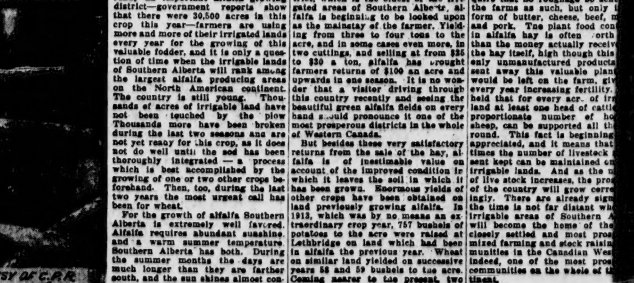 district—government reports show
that there were 30,500 acres in this
crop this year—farmers are using
more and more of their irrigated lands
every year for the growing of this
valuable fodder, and it is only a ques-
tion of time when the irrigable lands
of Southern Alberta will rank among
the largest alfalfa producing areas
on the North American continent.
The country is still young. Thou-
sands of acres of irrigable land have
not been touched by the plow
Thousands more have been broken
during the last two seasons and are
not yet ready for this crop, as it does
not do well until the sod has been
thoroughly integrated — a process
which is best accomplished by the
growing of one or two other crops be-
forehand. Then, too, during the last
two years the most urgent call has
been for wheat.
For the growth of alfalfa Southern
Alberta is extremely well favored.
Alfalfa requires abundant sunshine,
and a warm summer temperature.
Southern Alberta has both. During
the summer months the days are
much longer than they are farther
south, and the sun shines almost con-
gated areas of Southern Alberta, al-
falfa is beginning to be looked upon
as the mainstay of the farmer. Yield-
ing from three to four tons to the
acre, and in some cases even more, in
two cuttings, and selling at from $25
to $30 a ton, alfalfa has brought
farmers returns of $100 an acre and
upwards in one season. It is no won-
der that a visitor driving through
this country recently and seeing the
beautiful green alfalfa fields on every
hand should pronounce it one of the
most prosperous districts in the whole
of Western Canada.
But besides these very satisfactory
returns from the sale of the hay, al-
falfa is of inestimable value on
account of the improved condition in
which it leaves the soil in which it
has been grown. Enormous yields of
other crops have been obtained on
land previously growing alfalfa. In
1913, which was by no means an ex-
traordinary crop year, 757 bushels of
potatoes to the acre were raised at
Lethbridge on land which had been
in alfalfa the previous year. Wheat
on similar land yielded on successive
years 58 and 59 bushels to the acre.
Coming nearer to the present, two
the farms as such, but only i
form of butter, cheese, beef, m
and pork. The plant food cont
in alfalfa hay is often worth
than the money actually receive
the hay itself, high though this
only unmanufactured products
sent away this valuable plant
would be left on the farm, giv
every year increasing fertility.
held that for every acr. of irr
land at least one head of cattle
proportionate number of ho
sheep, can be supported all th
round. This fact is beginning
appreciated, and it means that
times the number of livestock
sent kept can be maintained on
irrigable lands. And as the n
of live stock increases, the pros
of the country will grow corre
ingly. There are already sign
the time is not far distant wh
irrigable areas of Southern A
will become the home of the
closely settled and most pros
mixed farming and stock raising
munities in the Canadian West
indeed, one of the most pros
communities on the whole of th
tinent.
SY OF C.P.R.